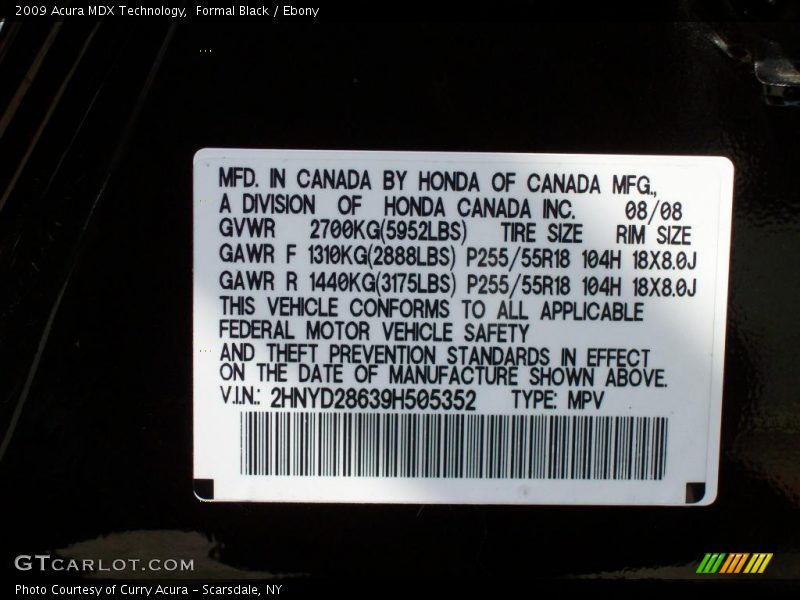 2009 Acura MDX Technology,  Formal Black / Ebony
MFD. IN CANADA BY HONDA OF CANADA MFG.,
A DIVISION OF HONDA CANADA INC. 08/08
GVWR 2700KG(5952LBS) TIRE SIZE RIM SIZE
GAWR F 1310KG(2888LBS) P255/55R18 104H 18X8.0J
GAWR R 1440KG(3175LBS) P255/55R18 104H 18X8.0J
THIS VEHICLE CONFORMS TO ALL APPLICABLE
FEDERAL MOTOR VEHICLE SAFETY
AND THEFT PREVENTION STANDARDS IN EFFECT
ON THE DATE OF MANUFACTURE SHOWN ABOVE.
V.I.N.: 2HNYD28639H505352 TYPE: MPV
GTCARLOT.COM
Photo Courtesy of Curry Acura - Scarsdale, NY